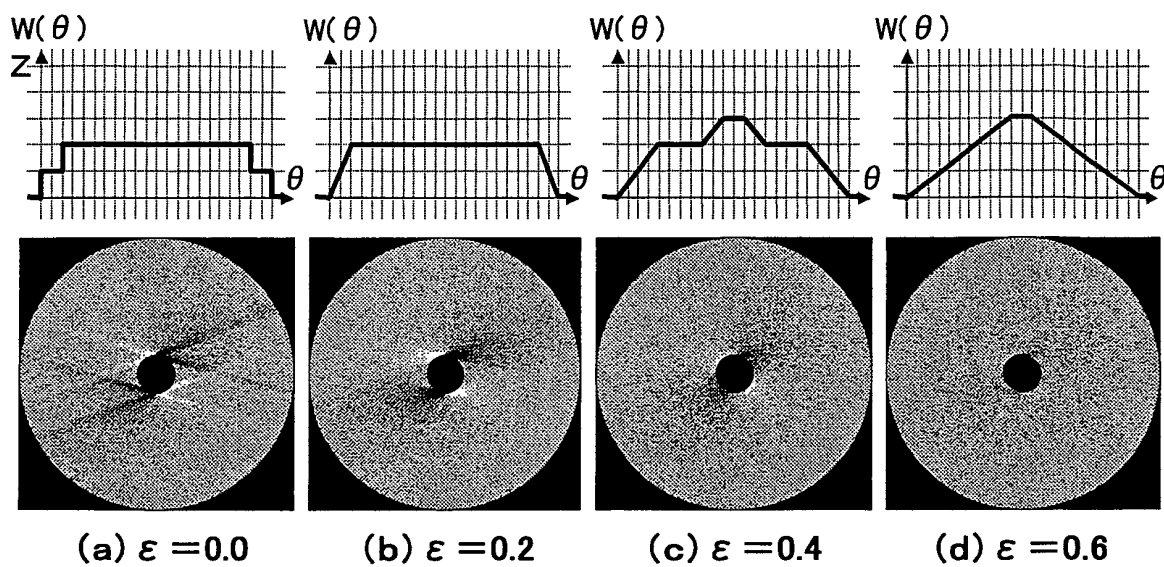 W(θ) W(θ) W(θ) W(θ)
Z
θ θ θ θ
(a) ε =0.0 (b) ε =0.2 (c) ε =0.4 (d) ε =0.6